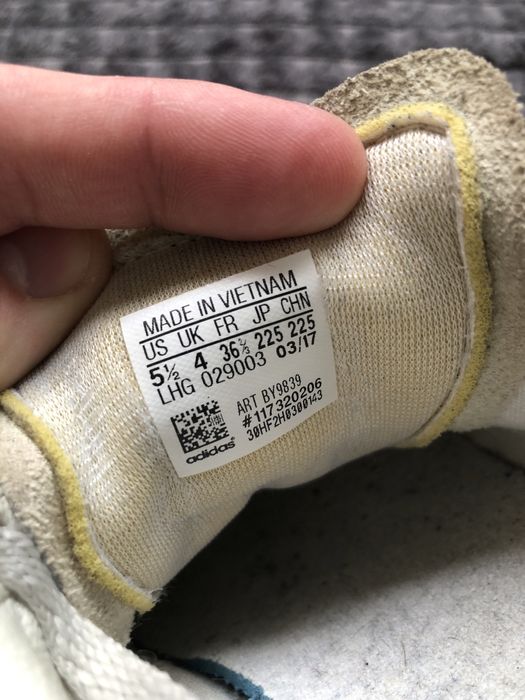 MADE IN VIETNAM
US UK FR JP CHN
5½ 4 36⅔ 225 225
LHG 029003 03/17
ART BY9839
#117320206
30HF2H0300143
adidas